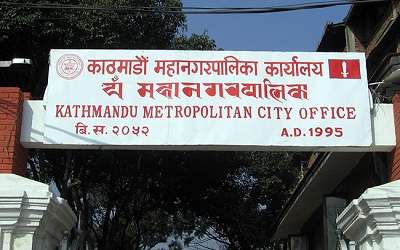 काठमाडौं महानगरपालिका कार्यालय
KATHMANDU METROPOLITAN CITY OFFICE
बि. स. २०५२ A.D. 1995